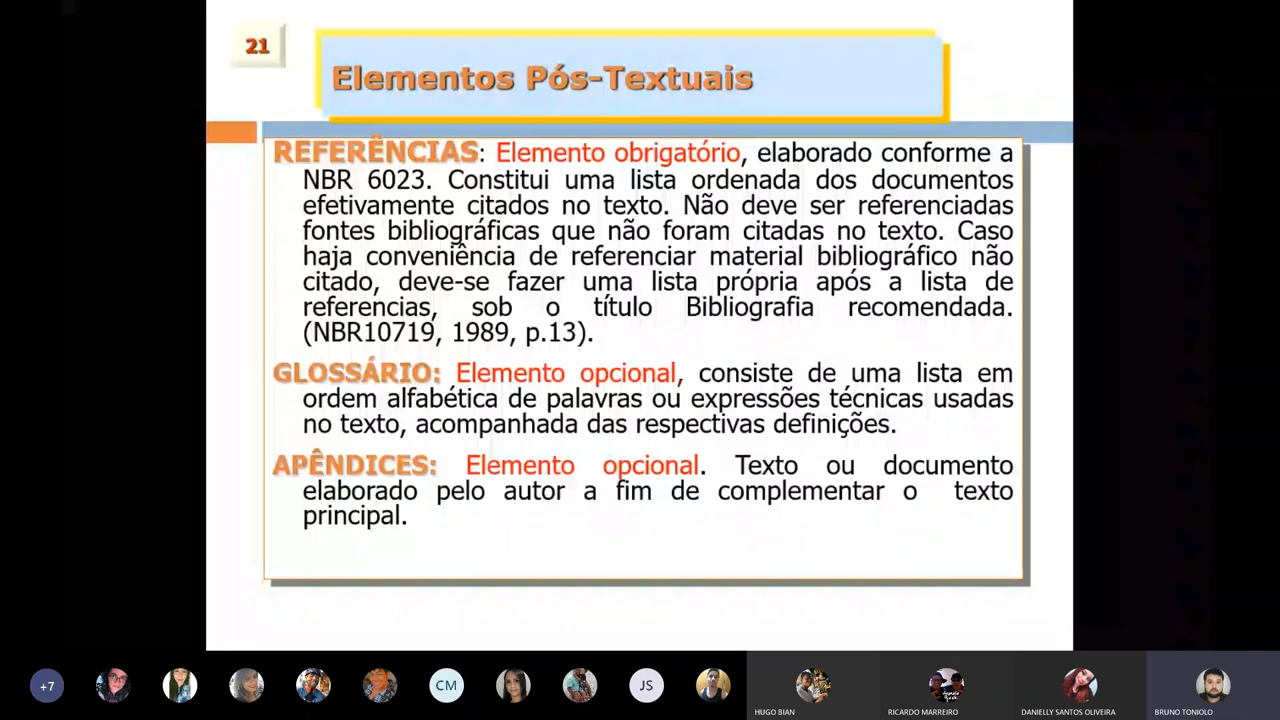 21
Elementos Pós-Textuais
REFERÊNCIAS: Elemento obrigatório, elaborado conforme a
NBR 6023. Constitui uma lista ordenada dos documentos
efetivamente citados no texto. Não deve ser referenciadas
fontes bibliográficas que não foram citadas no texto. Caso
haja conveniência de referenciar material bibliográfico não
citado, deve-se fazer uma lista própria após a lista de
referencias, sob o título Bibliografia recomendada.
(NBR10719, 1989, p.13).
GLOSSÁRIO: Elemento opcional, consiste de uma lista em
ordem alfabética de palavras ou expressões técnicas usadas
no texto, acompanhada das respectivas definições.
APÊNDICES: Elemento opcional. Texto ou documento
elaborado pelo autor a fim de complementar o texto
principal.
+7
CM
JS
HUGO BIAN
RICARDO MARREIRO
DANIELLY SANTOS OLIVEIRA
BRUNO TONIOLO